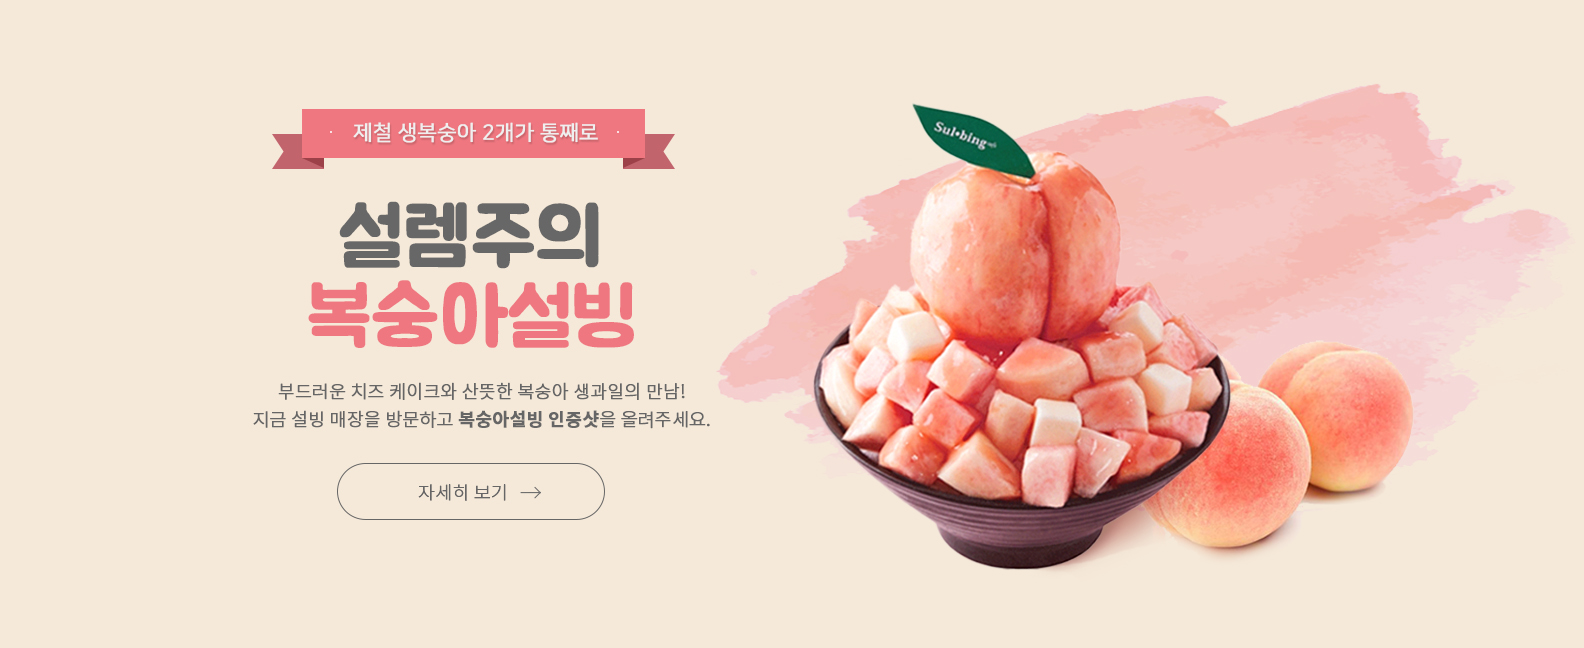 · 제철 생복숭아 2개가 통째로 ·
설렘주의
복숭아설빙
부드러운 치즈 케이크와 산뜻한 복숭아 생과일의 만남!
지금 설빙 매장을 방문하고 복숭아설빙 인증샷을 올려주세요.
자세히 보기 →
Sul•bing